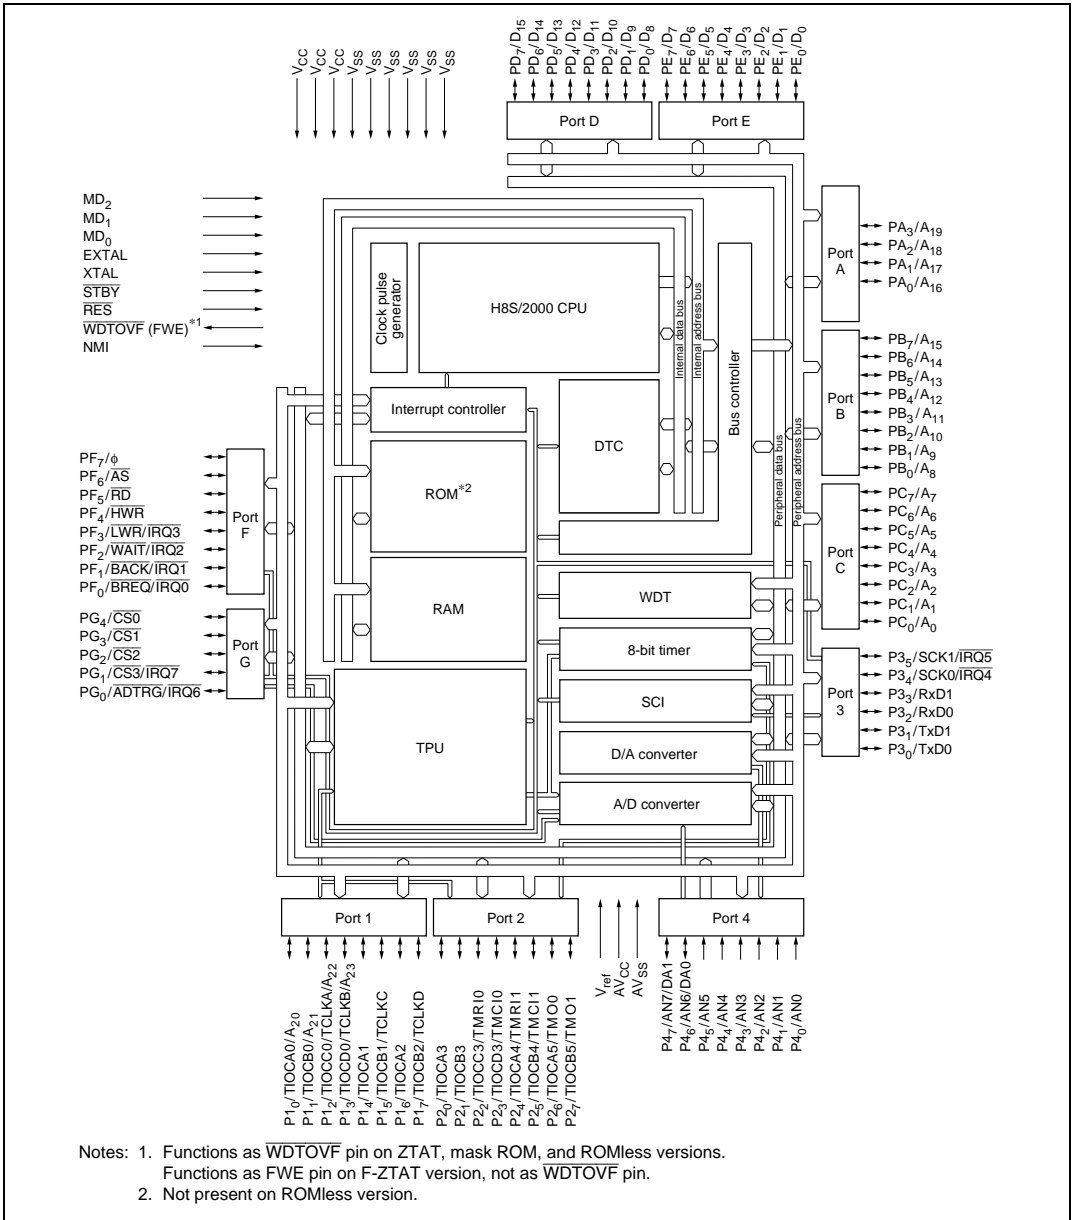 VCC
VCC
VCC
VSS
VSS
VSS
VSS
VSS
VSS
PD7/D15
PD6/D14
PD5/D13
PD4/D12
PD3/D11
PD2/D10
PD1/D9
PD0/D8
PE7/D7
PE6/D6
PE5/D5
PE4/D4
PE3/D3
PE2/D2
PE1/D1
PE0/D0
Port D
Port E
MD2
MD1
MD0
EXTAL
XTAL
STBY
RES
WDTOVF (FWE)*1
NMI
Clock pulse
generator
H8S/2000 CPU
Internal data bus
Internal address bus
Bus controller
Peripheral data bus
Peripheral address bus
Interrupt controller
DTC
ROM*2
RAM
TPU
WDT
8-bit timer
SCI
D/A converter
A/D converter
Port
A
PA3/A19
PA2/A18
PA1/A17
PA0/A16
Port
B
PB7/A15
PB6/A14
PB5/A13
PB4/A12
PB3/A11
PB2/A10
PB1/A9
PB0/A8
Port
C
PC7/A7
PC6/A6
PC5/A5
PC4/A4
PC3/A3
PC2/A2
PC1/A1
PC0/A0
Port
3
P35/SCK1/IRQ5
P34/SCK0/IRQ4
P33/RxD1
P32/RxD0
P31/TxD1
P30/TxD0
PF7/ϕ
PF6/AS
PF5/RD
PF4/HWR
PF3/LWR/IRQ3
PF2/WAIT/IRQ2
PF1/BACK/IRQ1
PF0/BREQ/IRQ0
Port
F
PG4/CS0
PG3/CS1
PG2/CS2
PG1/CS3/IRQ7
PG0/ADTRG/IRQ6
Port
G
Port 1
Port 2
Port 4
P10/TIOCA0/A20
P11/TIOCB0/A21
P12/TIOCC0/TCLKA/A22
P13/TIOCD0/TCLKB/A23
P14/TIOCA1
P15/TIOCB1/TCLKC
P16/TIOCA2
P17/TIOCB2/TCLKD
P20/TIOCA3
P21/TIOCB3
P22/TIOCC3/TMRI0
P23/TIOCD3/TMCI0
P24/TIOCA4/TMRI1
P25/TIOCB4/TMCI1
P26/TIOCA5/TMO0
P27/TIOCB5/TMO1
Vref
AVCC
AVSS
P47/AN7/DA1
P46/AN6/DA0
P45/AN5
P44/AN4
P43/AN3
P42/AN2
P41/AN1
P40/AN0
Notes: 1. Functions as WDTOVF pin on ZTAT, mask ROM, and ROMless versions.
Functions as FWE pin on F-ZTAT version, not as WDTOVF pin.
2. Not present on ROMless version.